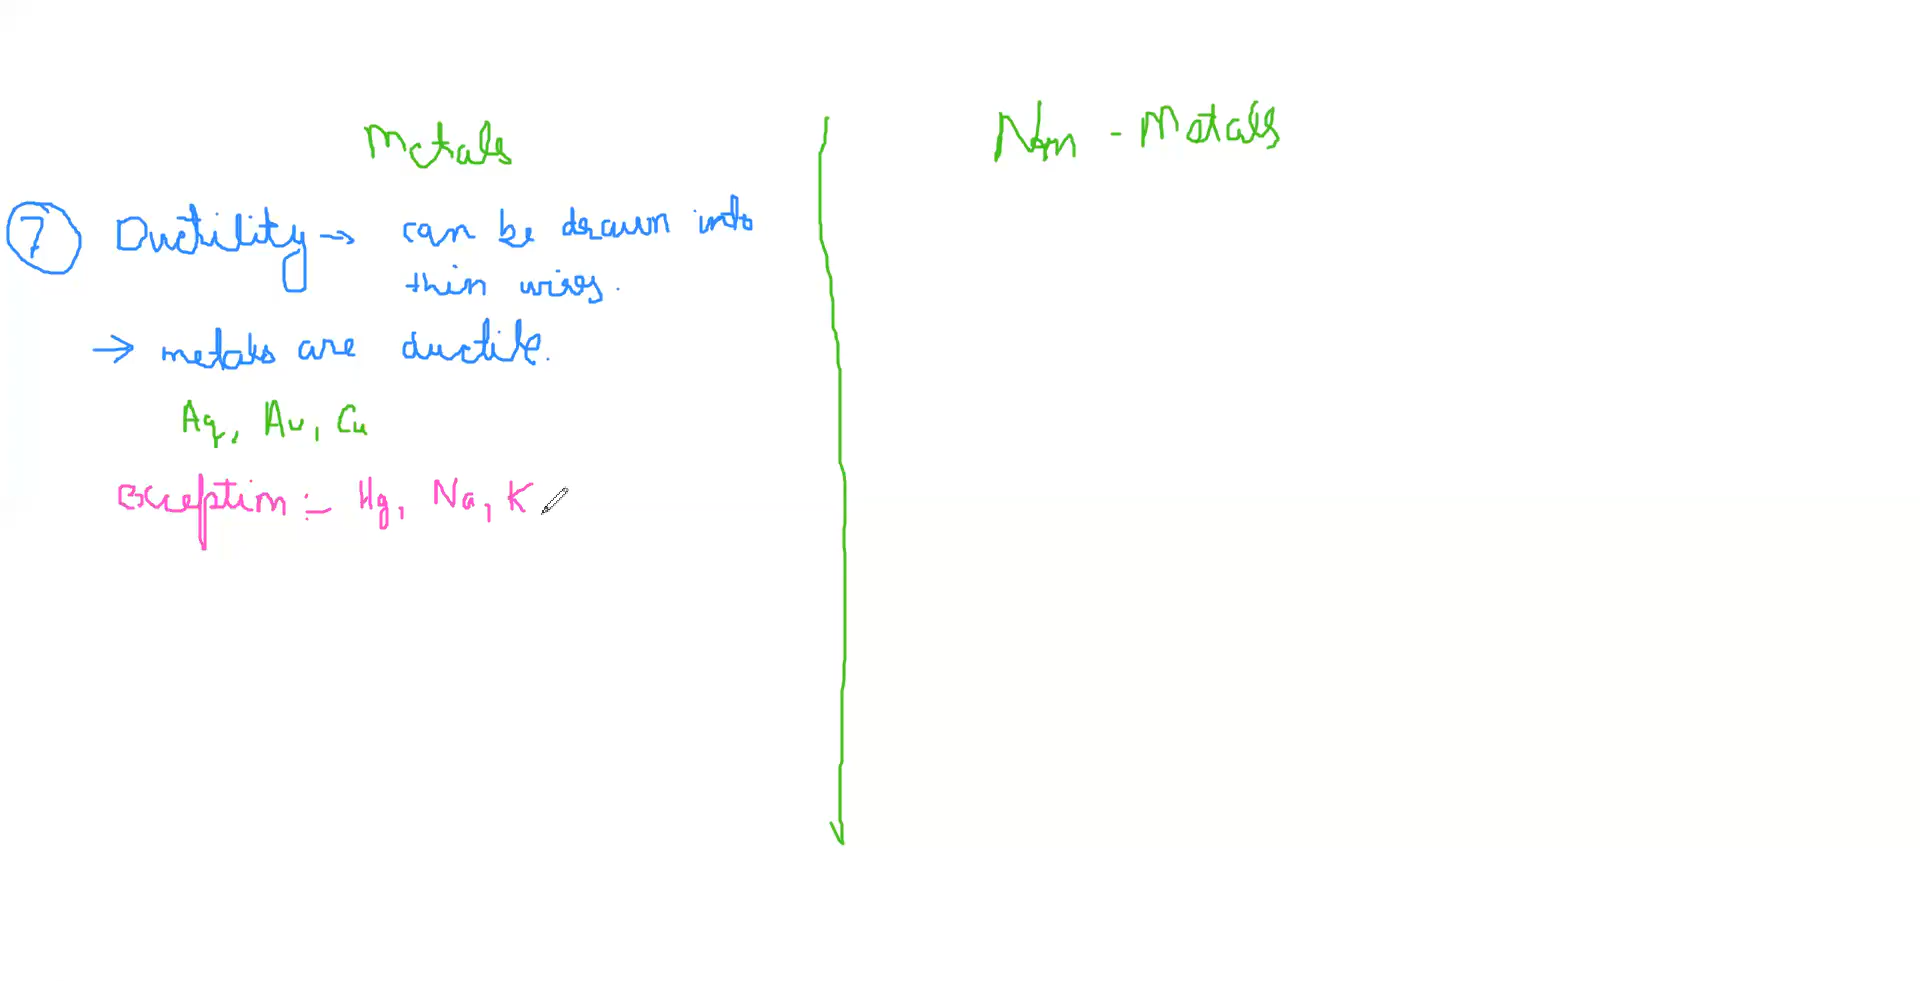 Metals
Non - Metals
7 Ductility → can be drawn into
thin wires.
→ metals are ductile.
Ag, Au, Cu
Exception :- Hg, Na, K